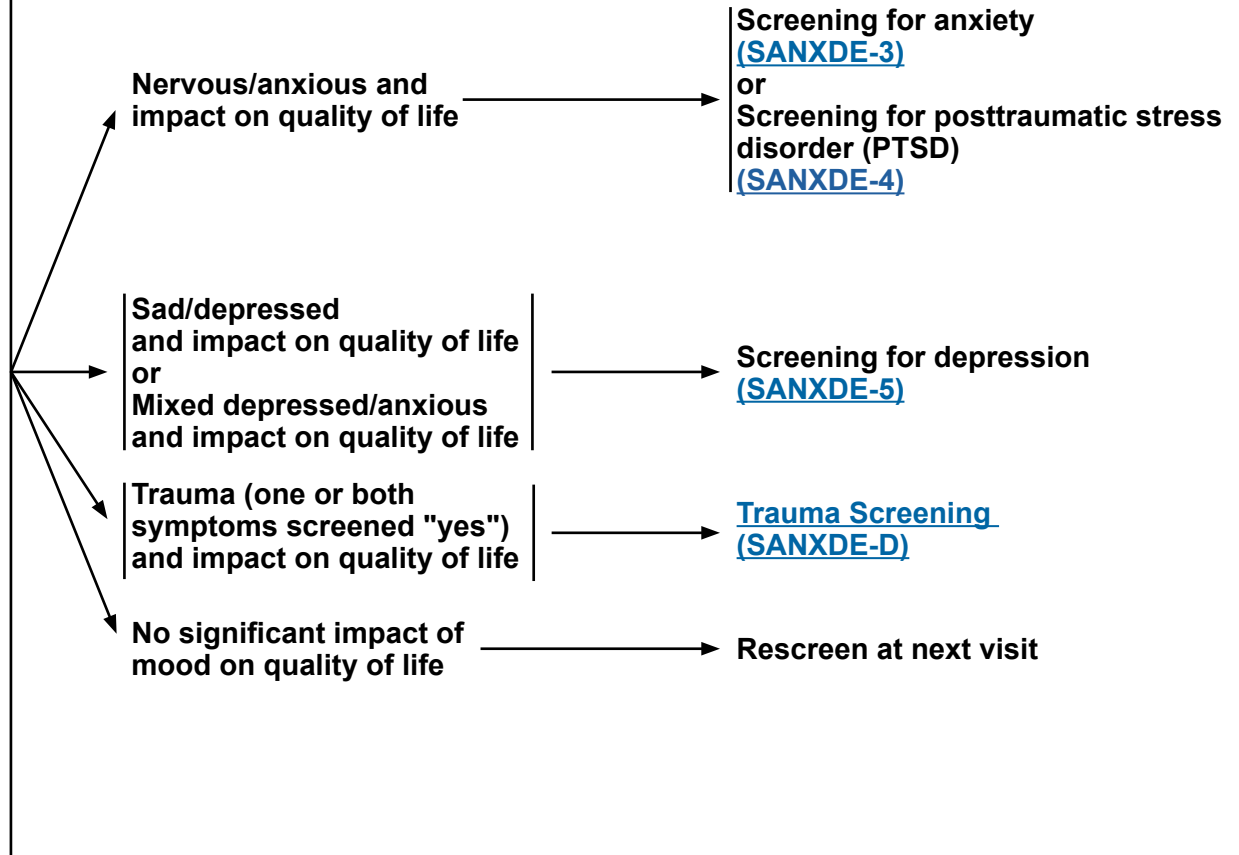 Nervous/anxious and
impact on quality of life
Screening for anxiety
(SANXDE-3)
or
Screening for posttraumatic stress
disorder (PTSD)
(SANXDE-4)
Sad/depressed
and impact on quality of life
or
Mixed depressed/anxious
and impact on quality of life
Screening for depression
(SANXDE-5)
Trauma (one or both
symptoms screened "yes")
and impact on quality of life
Trauma Screening
(SANXDE-D)
No significant impact of
mood on quality of life
Rescreen at next visit